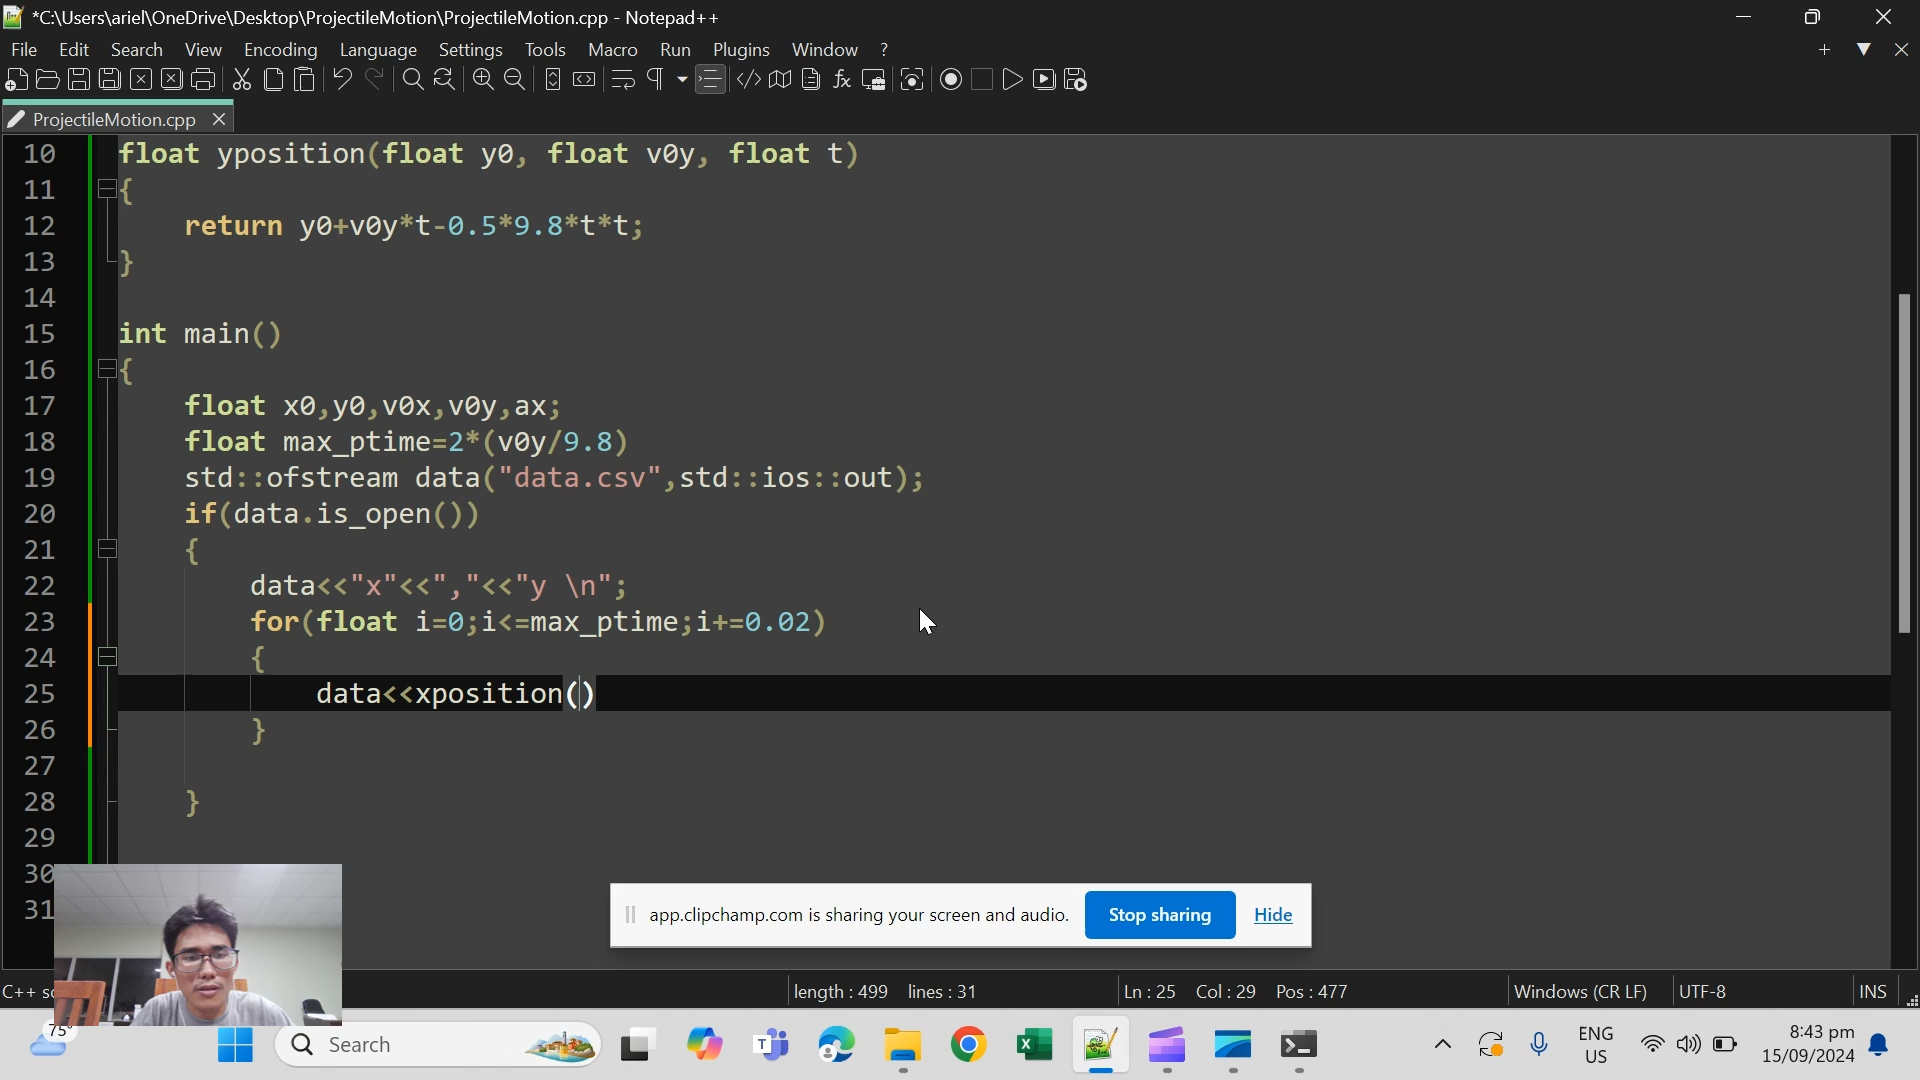 *C:\Users\ariel\OneDrive\Desktop\ProjectileMotion\ProjectileMotion.cpp - Notepad++
File Edit Search View Encoding Language Settings Tools Macro Run Plugins Window ?
ProjectileMotion.cpp
10 float yposition(float y0, float v0y, float t)
11 {
12 return y0+v0y*t-0.5*9.8*t*t;
13 }
14
15 int main()
16 {
17 float x0,y0,v0x,v0y,ax;
18 float max_ptime=2*(v0y/9.8)
19 std::ofstream data("data.csv",std::ios::out);
20 if(data.is_open())
21 {
22 data<<"x"<<","<<"y \n";
23 for(float i=0;i<=max_ptime;i+=0.02)
24 {
25 data<<xposition()
26 }
27
28 }
29
30
31
app.clipchamp.com is sharing your screen and audio. Stop sharing Hide
C++ length : 499 lines : 31 Ln : 25 Col : 29 Pos : 477 Windows (CR LF) UTF-8 INS
75°
Search
ENG
US
8:43 pm
15/09/2024